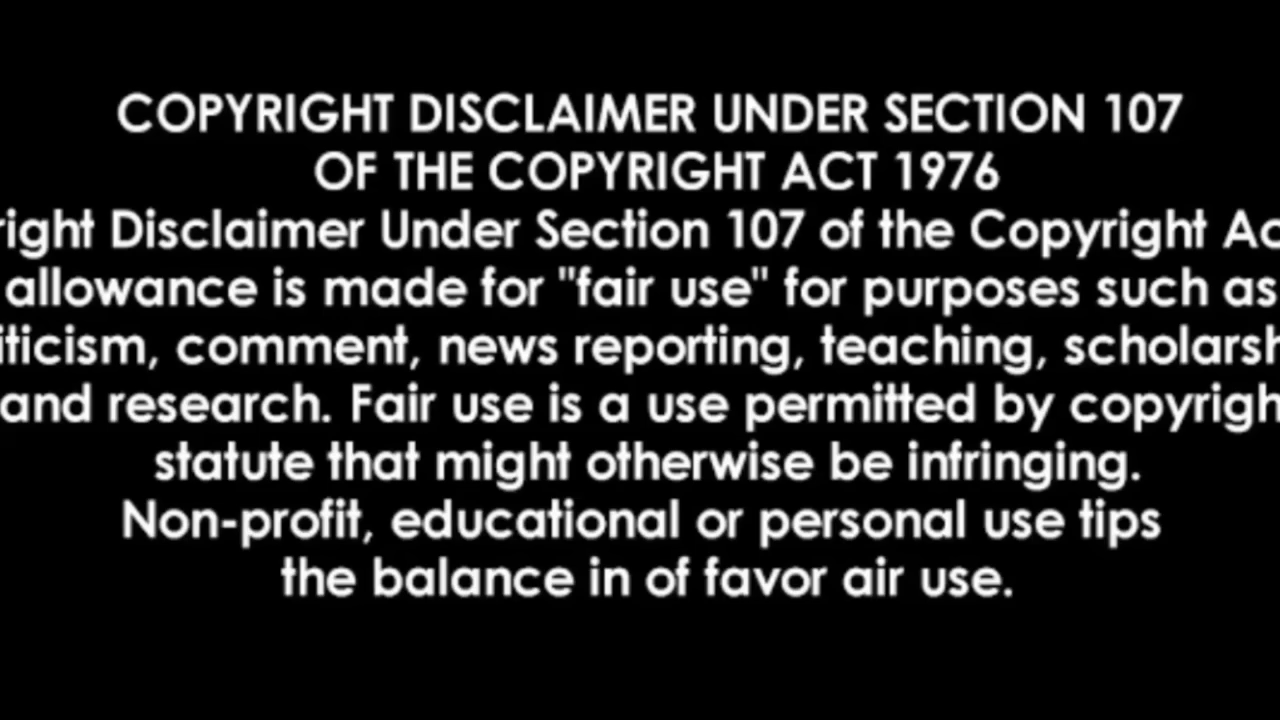 COPYRIGHT DISCLAIMER UNDER SECTION 107
OF THE COPYRIGHT ACT 1976
right Disclaimer Under Section 107 of the Copyright Ac
allowance is made for "fair use" for purposes such as
iticism, comment, news reporting, teaching, scholarsh
and research. Fair use is a use permitted by copyrigh
statute that might otherwise be infringing.
Non-profit, educational or personal use tips
the balance in of favor air use.